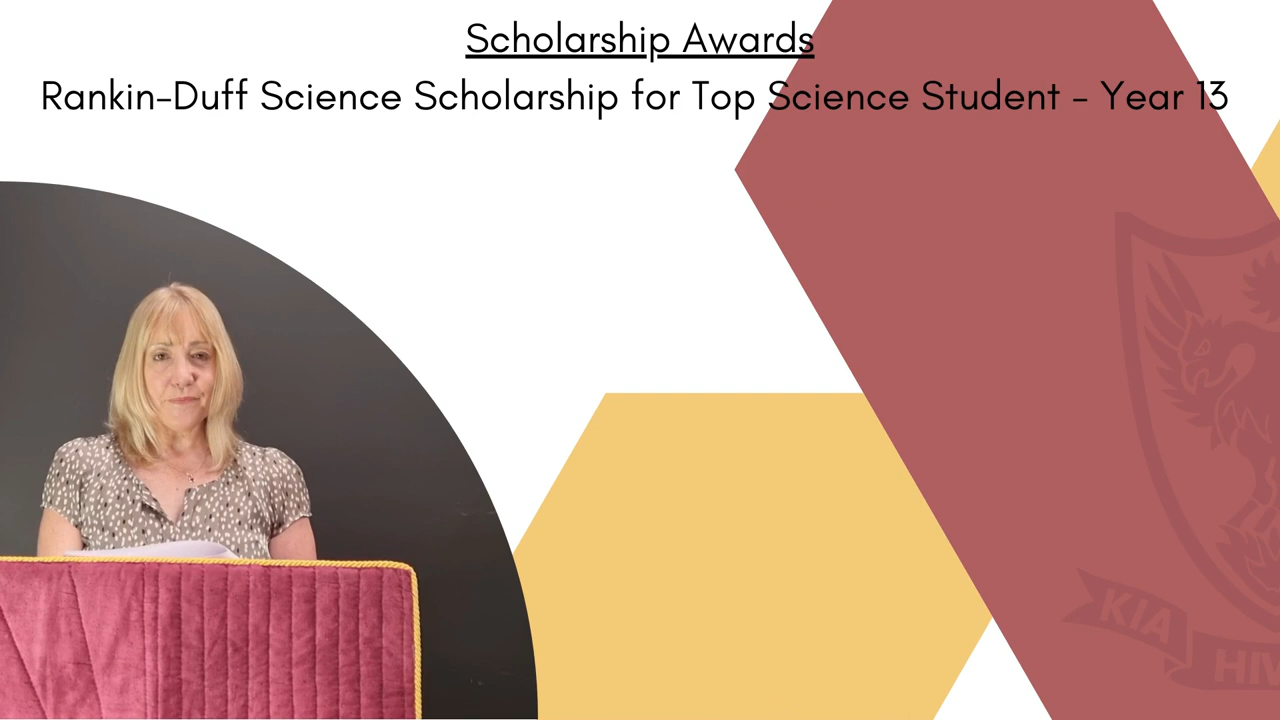 Scholarship Awards
Rankin-Duff Science Scholarship for Top Science Student - Year 13
KIA